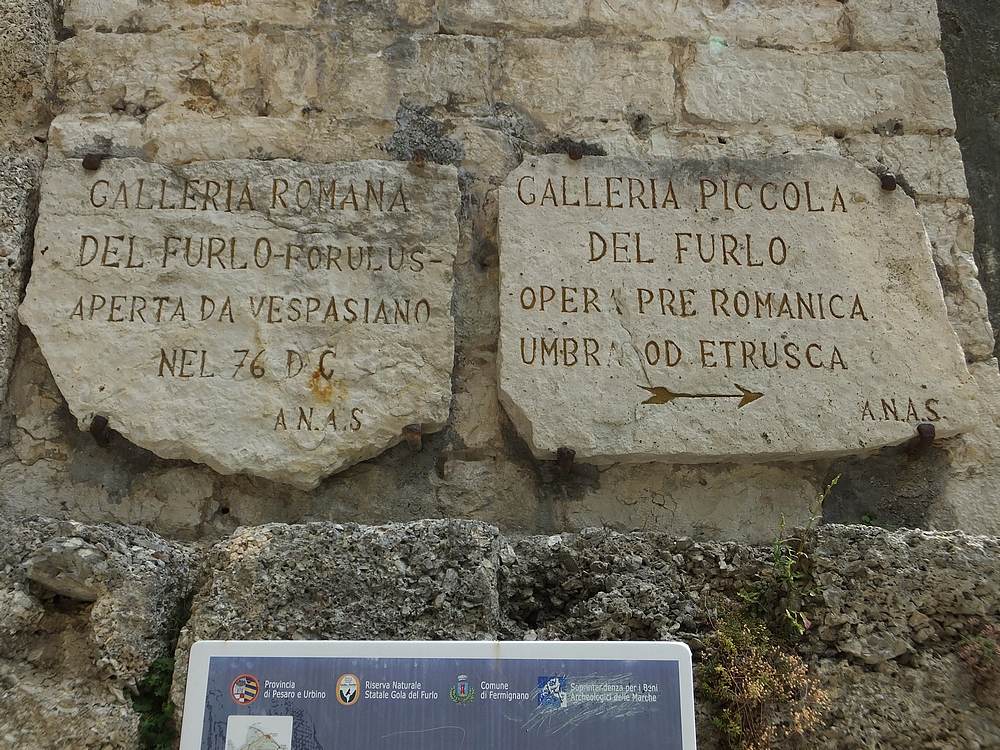 GALLERIA ROMANA
DEL FURLO-FORULUS-
APERTA DA VESPASIANO
NEL 76 D C
A.N.A.S
GALLERIA PICCOLA
DEL FURLO
OPERA PRE ROMANICA
UMBRA OD ETRUSCA
A.N.A.S.
Provincia
di Pesaro e Urbino
Riserva Naturale
Statale Gola del Furlo
Comune
di Fermignano
Soprintendenza per i Beni
Archeologici delle Marche